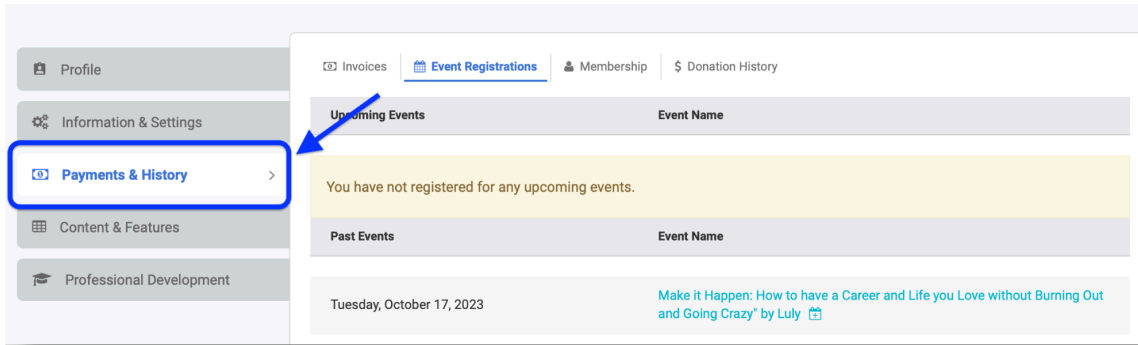 Profile
Information & Settings
Payments & History
Content & Features
Professional Development
Invoices
Event Registrations
Membership
$ Donation History
Upcoming Events
Event Name
You have not registered for any upcoming events.
Past Events
Event Name
Tuesday, October 17, 2023
Make it Happen: How to have a Career and Life you Love without Burning Out
and Going Crazy" by Luly